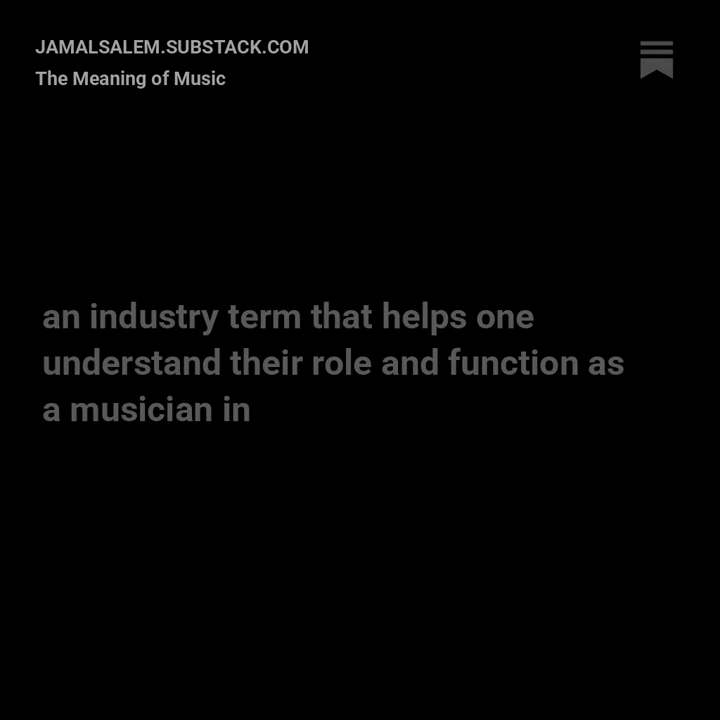 JAMALSALEM.SUBSTACK.COM
The Meaning of Music
an industry term that helps one
understand their role and function as
a musician in